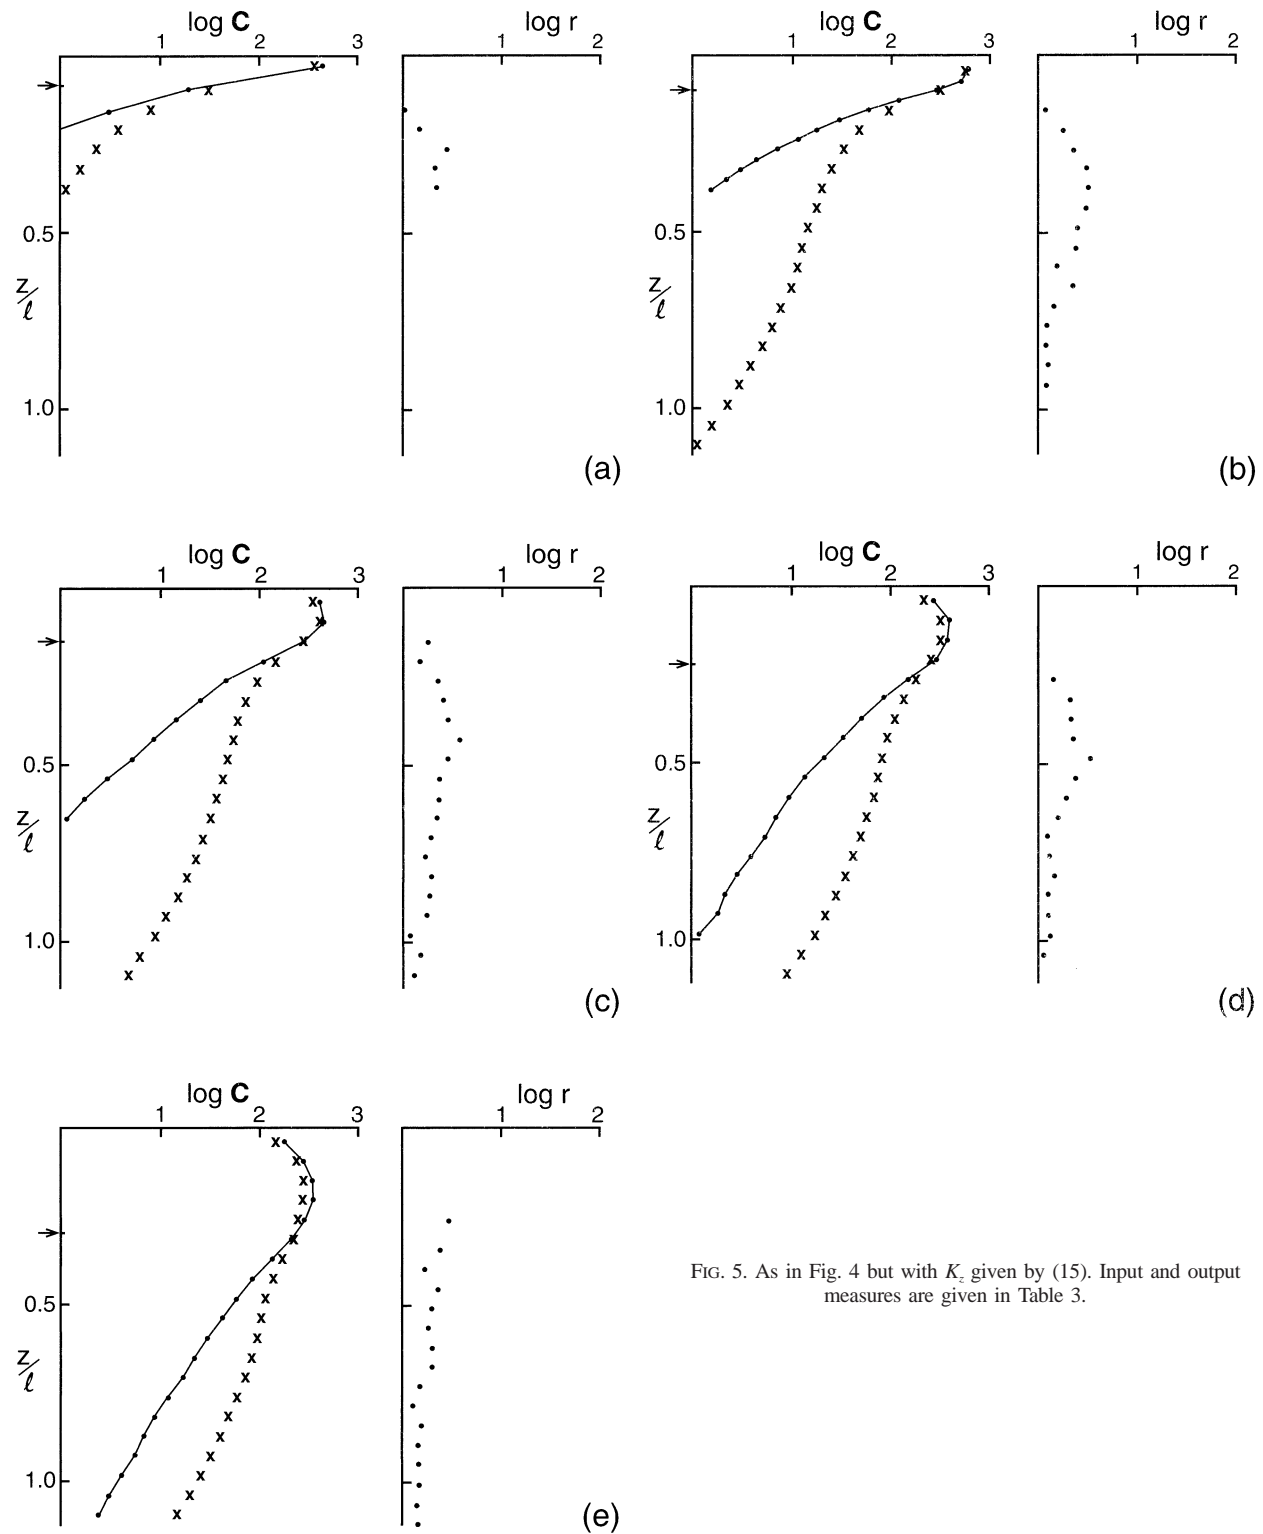 log C
1 2 3
log r
1 2
0.5
z/ℓ
1.0
(a)
log C
1 2 3
log r
1 2
0.5
z/ℓ
1.0
(b)
log C
1 2 3
log r
1 2
0.5
z/ℓ
1.0
(c)
log C
1 2 3
log r
1 2
0.5
z/ℓ
1.0
(d)
log C
1 2 3
log r
1 2
0.5
z/ℓ
1.0
(e)
FIG. 5. As in Fig. 4 but with Kz given by (15). Input and output
measures are given in Table 3.